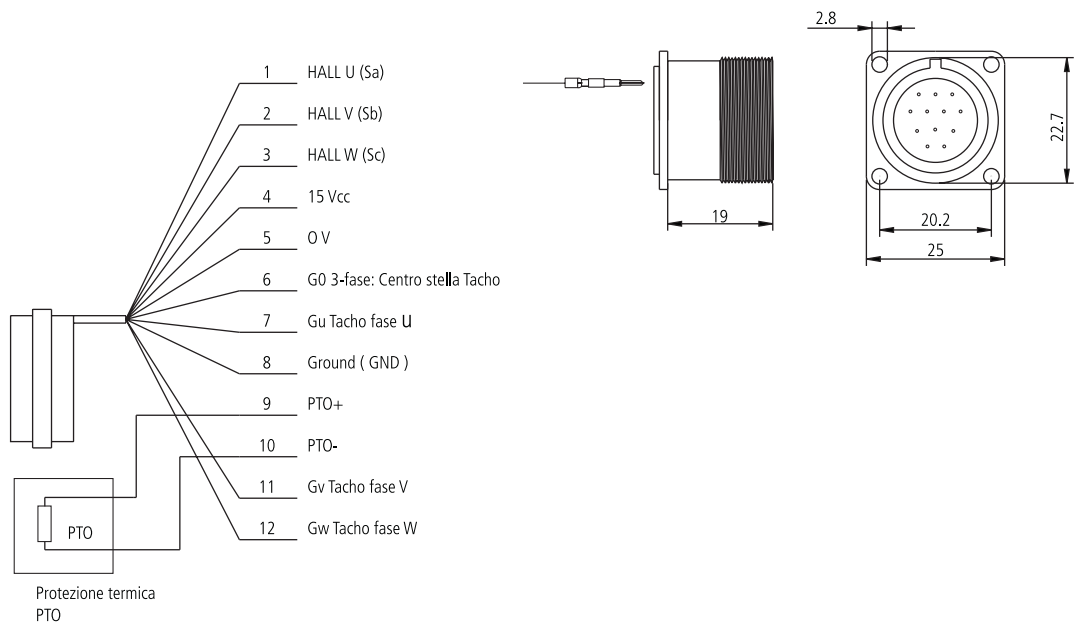 1 HALL U (Sa)
2 HALL V (Sb)
3 HALL W (Sc)
4 15 Vcc
5 O V
6 G0 3-fase: Centro stella Tacho
7 Gu Tacho fase U
8 Ground ( GND )
9 PTO+
10 PTO-
11 Gv Tacho fase V
12 Gw Tacho fase W
PTO
Protezione termica
PTO
19
2.8
22.7
20.2
25